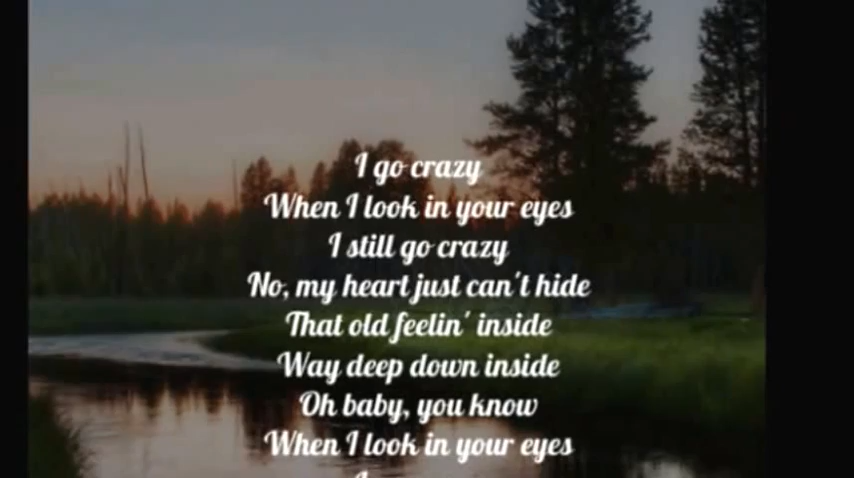 I go crazy
When I look in your eyes
I still go crazy
No, my heart just can't hide
That old feelin' inside
Way deep down inside
Oh baby, you know
When I look in your eyes